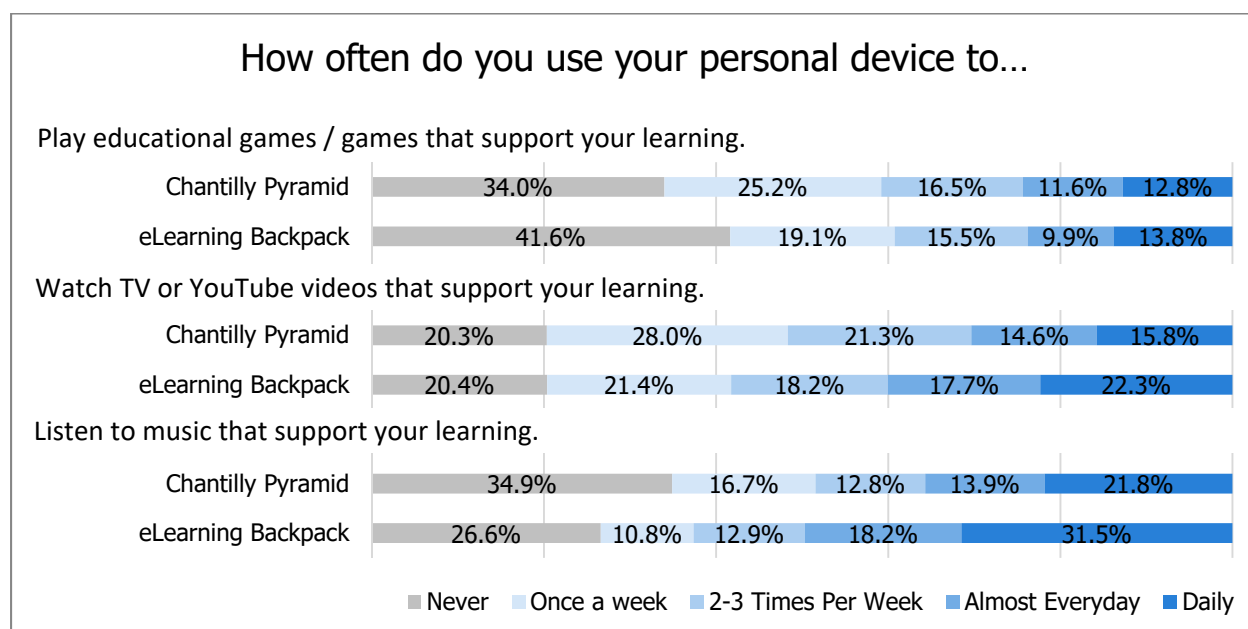 How often do you use your personal device to…
Play educational games / games that support your learning.
Chantilly Pyramid 34.0% 25.2% 16.5% 11.6% 12.8%
eLearning Backpack 41.6% 19.1% 15.5% 9.9% 13.8%
Watch TV or YouTube videos that support your learning.
Chantilly Pyramid 20.3% 28.0% 21.3% 14.6% 15.8%
eLearning Backpack 20.4% 21.4% 18.2% 17.7% 22.3%
Listen to music that support your learning.
Chantilly Pyramid 34.9% 16.7% 12.8% 13.9% 21.8%
eLearning Backpack 26.6% 10.8% 12.9% 18.2% 31.5%
Never Once a week 2-3 Times Per Week Almost Everyday Daily